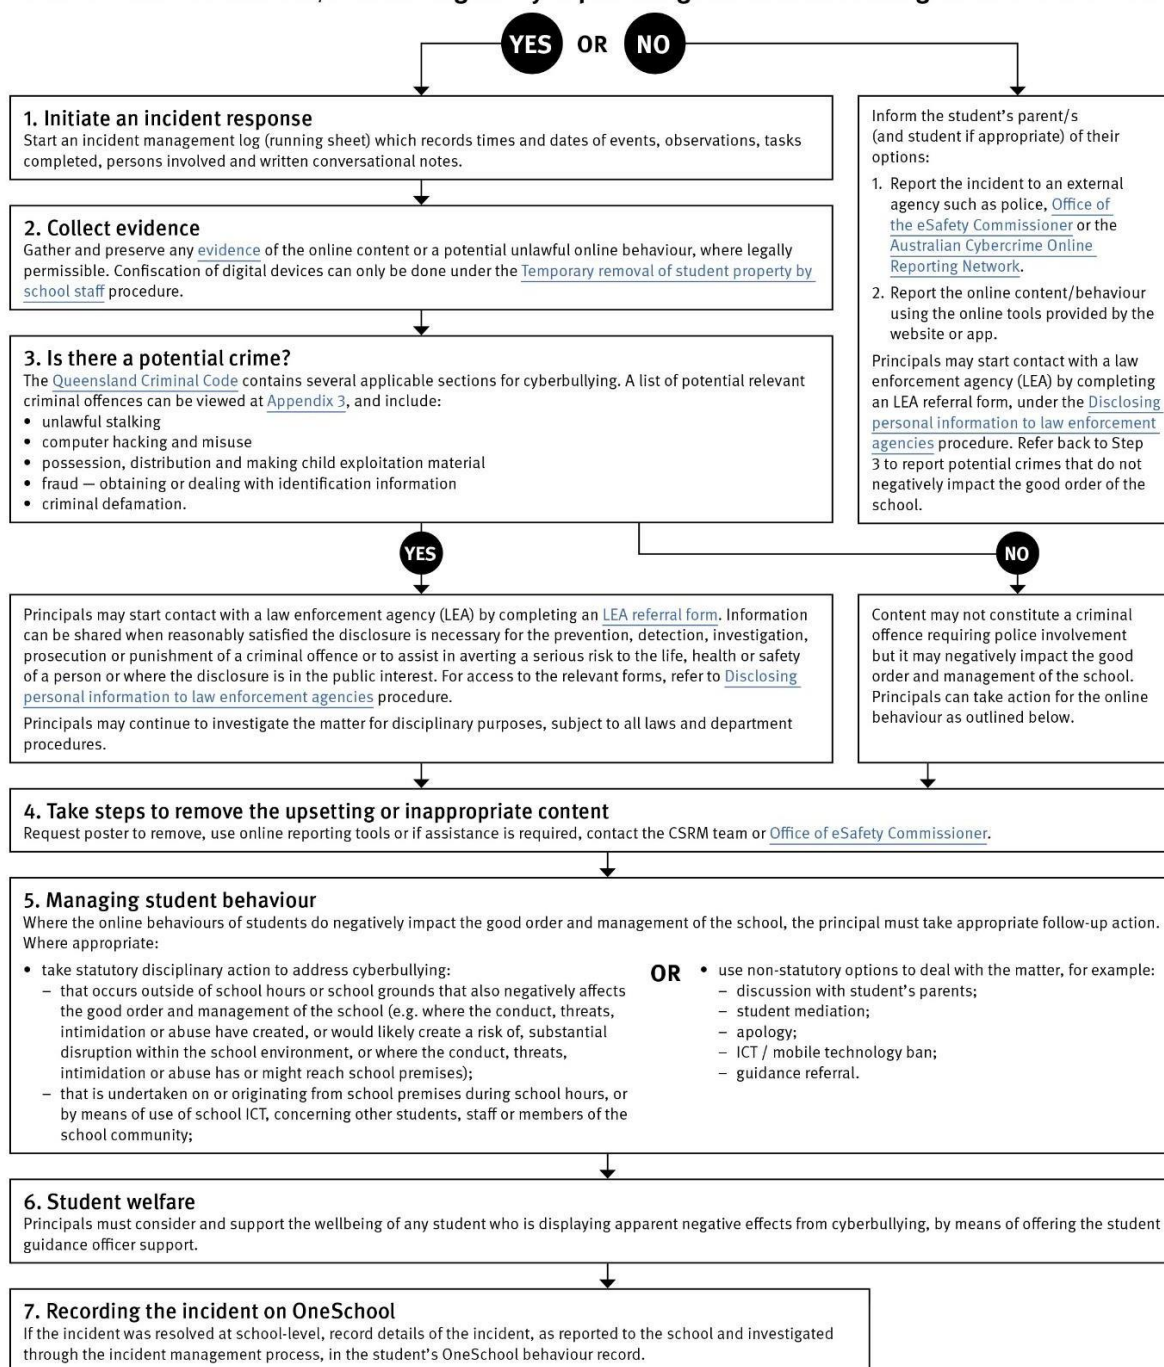 YES OR NO
1. Initiate an incident response
Start an incident management log (running sheet) which records times and dates of events, observations, tasks
completed, persons involved and written conversational notes.
2. Collect evidence
Gather and preserve any evidence of the online content or a potential unlawful online behaviour, where legally
permissible. Confiscation of digital devices can only be done under the Temporary removal of student property by
school staff procedure.
3. Is there a potential crime?
The Queensland Criminal Code contains several applicable sections for cyberbullying. A list of potential relevant
criminal offences can be viewed at Appendix 3, and include:
• unlawful stalking
• computer hacking and misuse
• possession, distribution and making child exploitation material
• fraud — obtaining or dealing with identification information
• criminal defamation.
Inform the student's parent/s
(and student if appropriate) of their
options:
1. Report the incident to an external
agency such as police, Office of
the eSafety Commissioner or the
Australian Cybercrime Online
Reporting Network.
2. Report the online content/behaviour
using the online tools provided by the
website or app.
Principals may start contact with a law
enforcement agency (LEA) by completing
an LEA referral form, under the Disclosing
personal information to law enforcement
agencies procedure. Refer back to Step
3 to report potential crimes that do not
negatively impact the good order of the
school.
YES
NO
Principals may start contact with a law enforcement agency (LEA) by completing an LEA referral form. Information
can be shared when reasonably satisfied the disclosure is necessary for the prevention, detection, investigation,
prosecution or punishment of a criminal offence or to assist in averting a serious risk to the life, health or safety
of a person or where the disclosure is in the public interest. For access to the relevant forms, refer to Disclosing
personal information to law enforcement agencies procedure.
Principals may continue to investigate the matter for disciplinary purposes, subject to all laws and department
procedures.
Content may not constitute a criminal
offence requiring police involvement
but it may negatively impact the good
order and management of the school.
Principals can take action for the online
behaviour as outlined below.
4. Take steps to remove the upsetting or inappropriate content
Request poster to remove, use online reporting tools or if assistance is required, contact the CSRM team or Office of eSafety Commissioner.
5. Managing student behaviour
Where the online behaviours of students do negatively impact the good order and management of the school, the principal must take appropriate follow-up action.
Where appropriate:
• take statutory disciplinary action to address cyberbullying:
– that occurs outside of school hours or school grounds that also negatively affects
the good order and management of the school (e.g. where the conduct, threats,
intimidation or abuse have created, or would likely create a risk of, substantial
disruption within the school environment, or where the conduct, threats,
intimidation or abuse has or might reach school premises);
– that is undertaken on or originating from school premises during school hours, or
by means of use of school ICT, concerning other students, staff or members of the
school community;
OR
• use non-statutory options to deal with the matter, for example:
– discussion with student's parents;
– student mediation;
– apology;
– ICT / mobile technology ban;
– guidance referral.
6. Student welfare
Principals must consider and support the wellbeing of any student who is displaying apparent negative effects from cyberbullying, by means of offering the student
guidance officer support.
7. Recording the incident on OneSchool
If the incident was resolved at school-level, record details of the incident, as reported to the school and investigated
through the incident management process, in the student's OneSchool behaviour record.